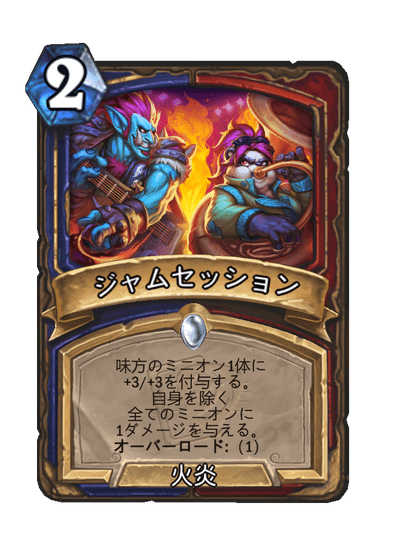 2
ジャムセッション
味方のミニオン1体に
+3/+3を付与する。
自身を除く
全てのミニオンに
1ダメージを与える。
オーバーロード: (1)
火炎